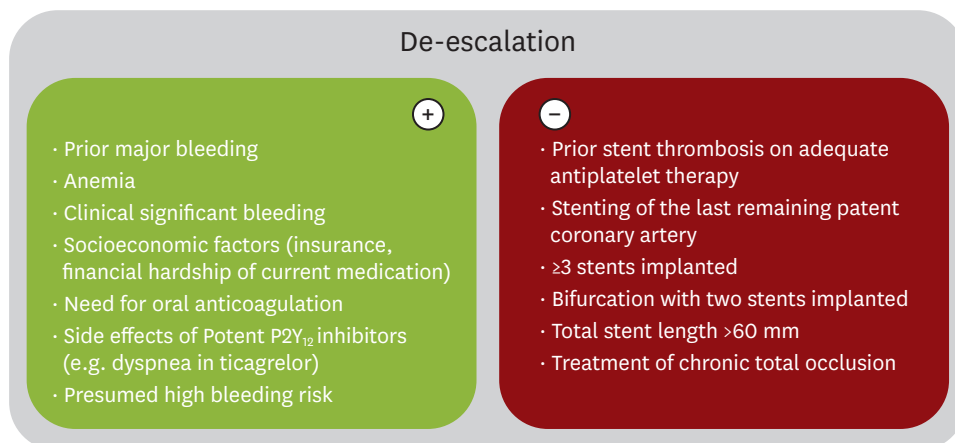 De-escalation
+
· Prior major bleeding
· Anemia
· Clinical significant bleeding
· Socioeconomic factors (insurance,
financial hardship of current medication)
· Need for oral anticoagulation
· Side effects of Potent P2Y₁₂ inhibitors
(e.g. dyspnea in ticagrelor)
· Presumed high bleeding risk
−
· Prior stent thrombosis on adequate
antiplatelet therapy
· Stenting of the last remaining patent
coronary artery
· ≥3 stents implanted
· Bifurcation with two stents implanted
· Total stent length >60 mm
· Treatment of chronic total occlusion